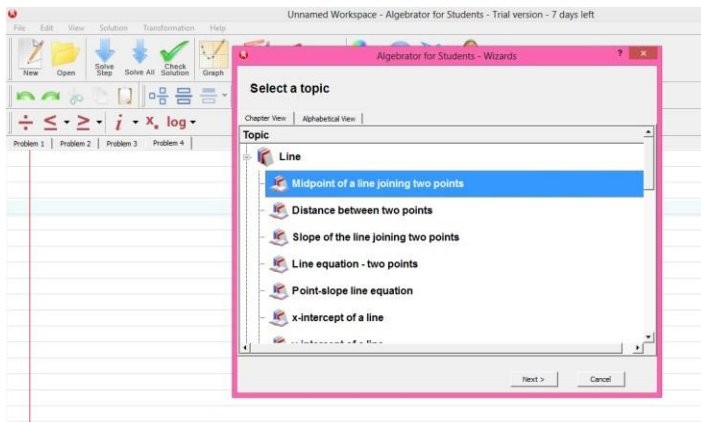 Unnamed Workspace - Algebrator for Students - Trial version - 7 days left
File Edit View Solution Transformation Help
New Open Solve Step Solve All Check Solution Graph
Algebrator for Students - Wizards ?
Select a topic
÷ ≤ ≥ i x. log
Chapter View Alphabetical View
Problem 1 Problem 2 Problem 3 Problem 4
Topic
Line
Midpoint of a line joining two points
Distance between two points
Slope of the line joining two points
Line equation - two points
Point-slope line equation
x-intercept of a line
Next > Cancel